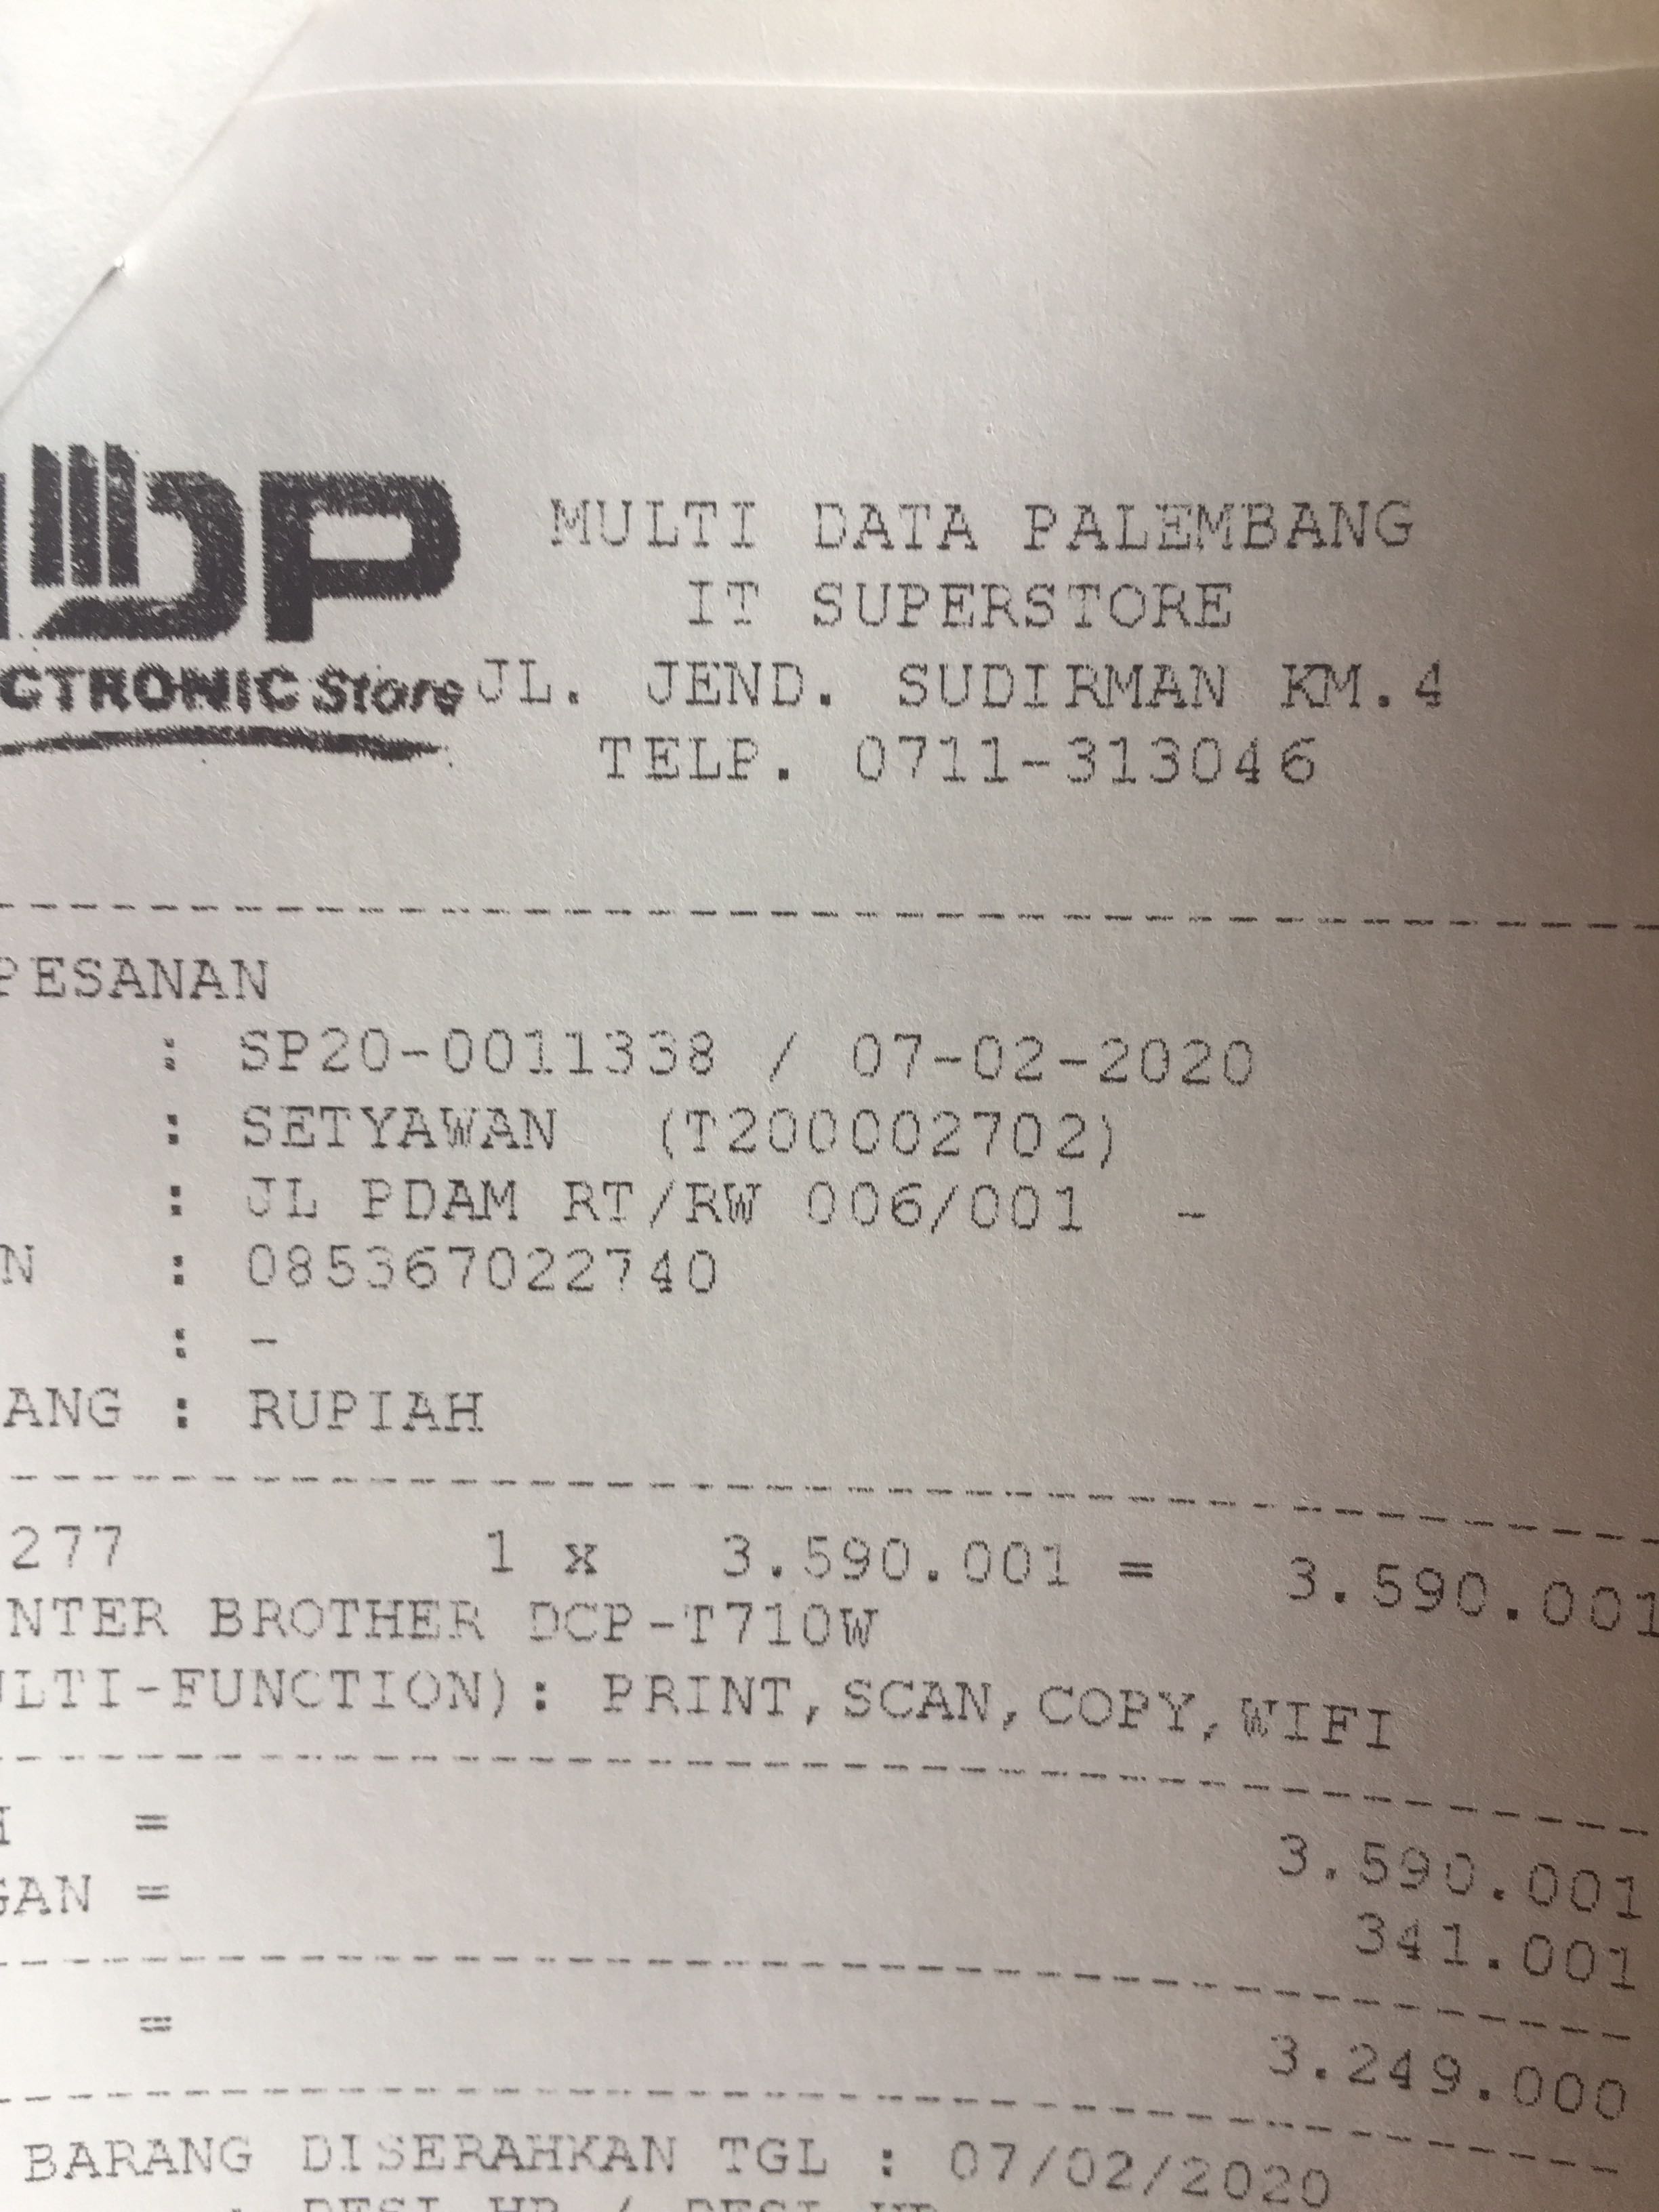 DP
MULTI DATA PALEMBANG
IT SUPERSTORE
CTRONIC Store JL. JEND. SUDIRMAN KM.4
TELP. 0711-313046
PESANAN
: SP20-0011338 / 07-02-2020
: SETYAWAN (T200002702)
: JL PDAM RT/RW 006/001 -
N : 085367022740
: -
ANG : RUPIAH
277 1 x 3.590.001 = 3.590.001
NTER BROTHER DCP-T710W
ULTI-FUNCTION): PRINT,SCAN,COPY,WIFI
H = 3.590.001
GAN = 341.001
= 3.249.000
BARANG DISERAHKAN TGL : 07/02/2020